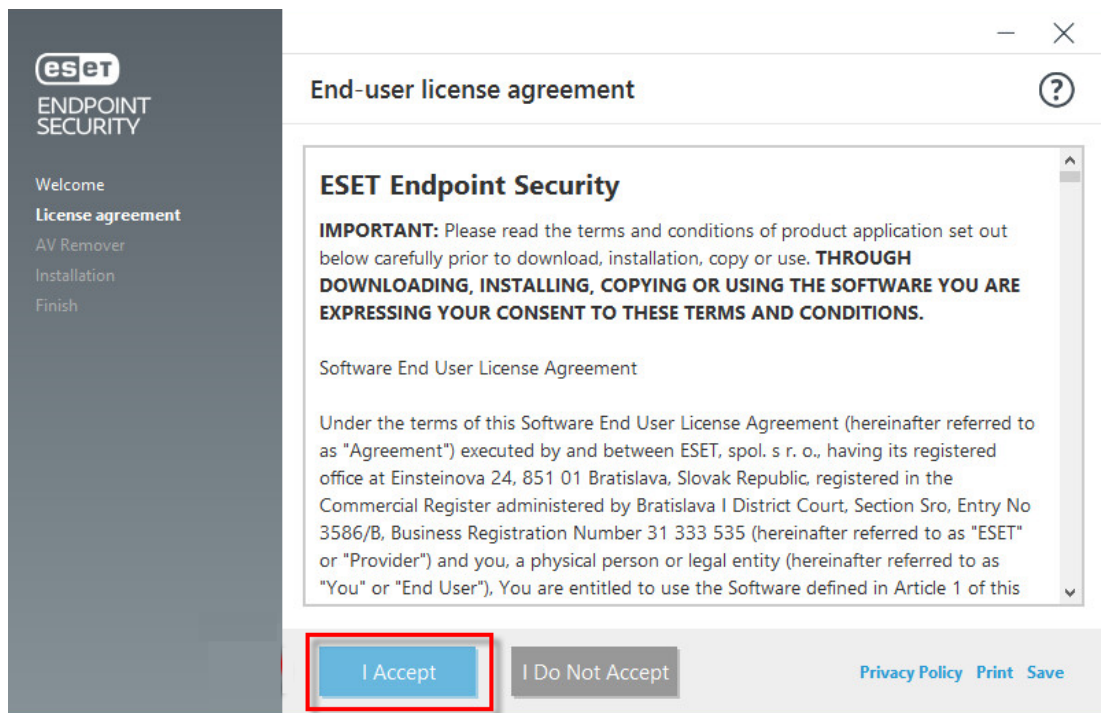 eset
ENDPOINT
SECURITY
Welcome
License agreement
AV Remover
Installation
Finish
End-user license agreement
?
ESET Endpoint Security
IMPORTANT: Please read the terms and conditions of product application set out
below carefully prior to download, installation, copy or use. THROUGH
DOWNLOADING, INSTALLING, COPYING OR USING THE SOFTWARE YOU ARE
EXPRESSING YOUR CONSENT TO THESE TERMS AND CONDITIONS.
Software End User License Agreement
Under the terms of this Software End User License Agreement (hereinafter referred to
as "Agreement") executed by and between ESET, spol. s r. o., having its registered
office at Einsteinova 24, 851 01 Bratislava, Slovak Republic, registered in the
Commercial Register administered by Bratislava I District Court, Section Sro, Entry No
3586/B, Business Registration Number 31 333 535 (hereinafter referred to as "ESET"
or "Provider") and you, a physical person or legal entity (hereinafter referred to as
"You" or "End User"), You are entitled to use the Software defined in Article 1 of this
I Accept
I Do Not Accept
Privacy Policy Print Save